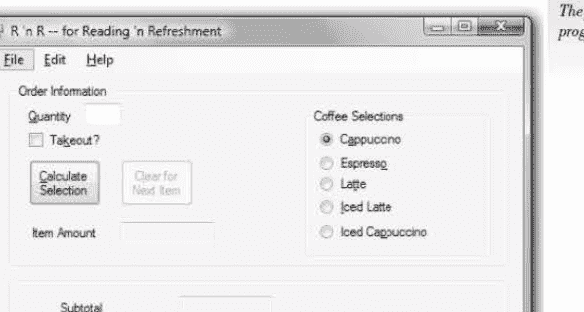 R 'n R -- for Reading 'n Refreshment
The
prog
File Edit Help
Order Information
Quantity
Takeout?
Calculate
Selection
Clear for
Next Item
Item Amount
Coffee Selections
Cappuccino
Espresso
Latte
Iced Latte
Iced Cappuccino
Subtotal